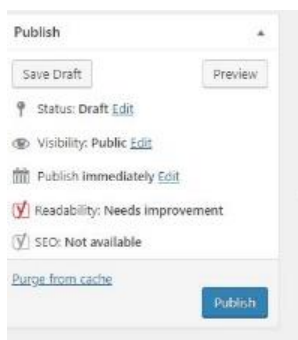 Publish
Save Draft Preview
Status: Draft Edit
Visibility: Public Edit
Publish immediately Edit
Readability: Needs improvement
SEO: Not available
Purge from cache
Publish